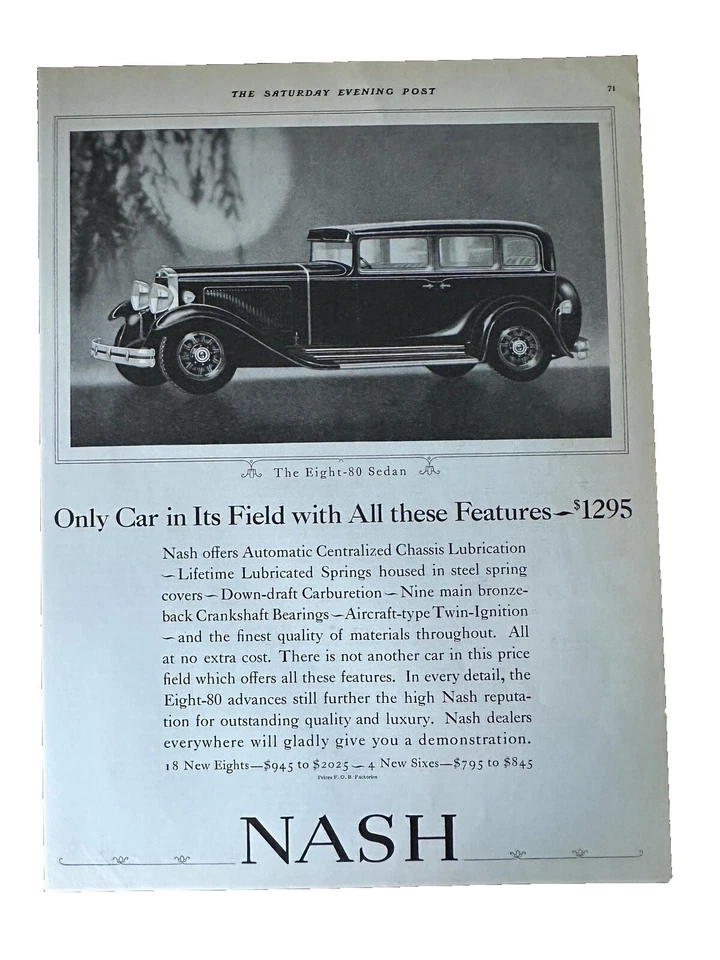 THE SATURDAY EVENING POST
71
The Eight-80 Sedan
Only Car in Its Field with All these Features—$1295
Nash offers Automatic Centralized Chassis Lubrication
—Lifetime Lubricated Springs housed in steel spring
covers—Down-draft Carburetion—Nine main bronze-
back Crankshaft Bearings—Aircraft-type Twin-Ignition
—and the finest quality of materials throughout. All
at no extra cost. There is not another car in this price
field which offers all these features. In every detail, the
Eight-80 advances still further the high Nash reputa-
tion for outstanding quality and luxury. Nash dealers
everywhere will gladly give you a demonstration.
18 New Eights—$945 to $2025—4 New Sixes—$795 to $845
Prices F. O. B. Factories
NASH